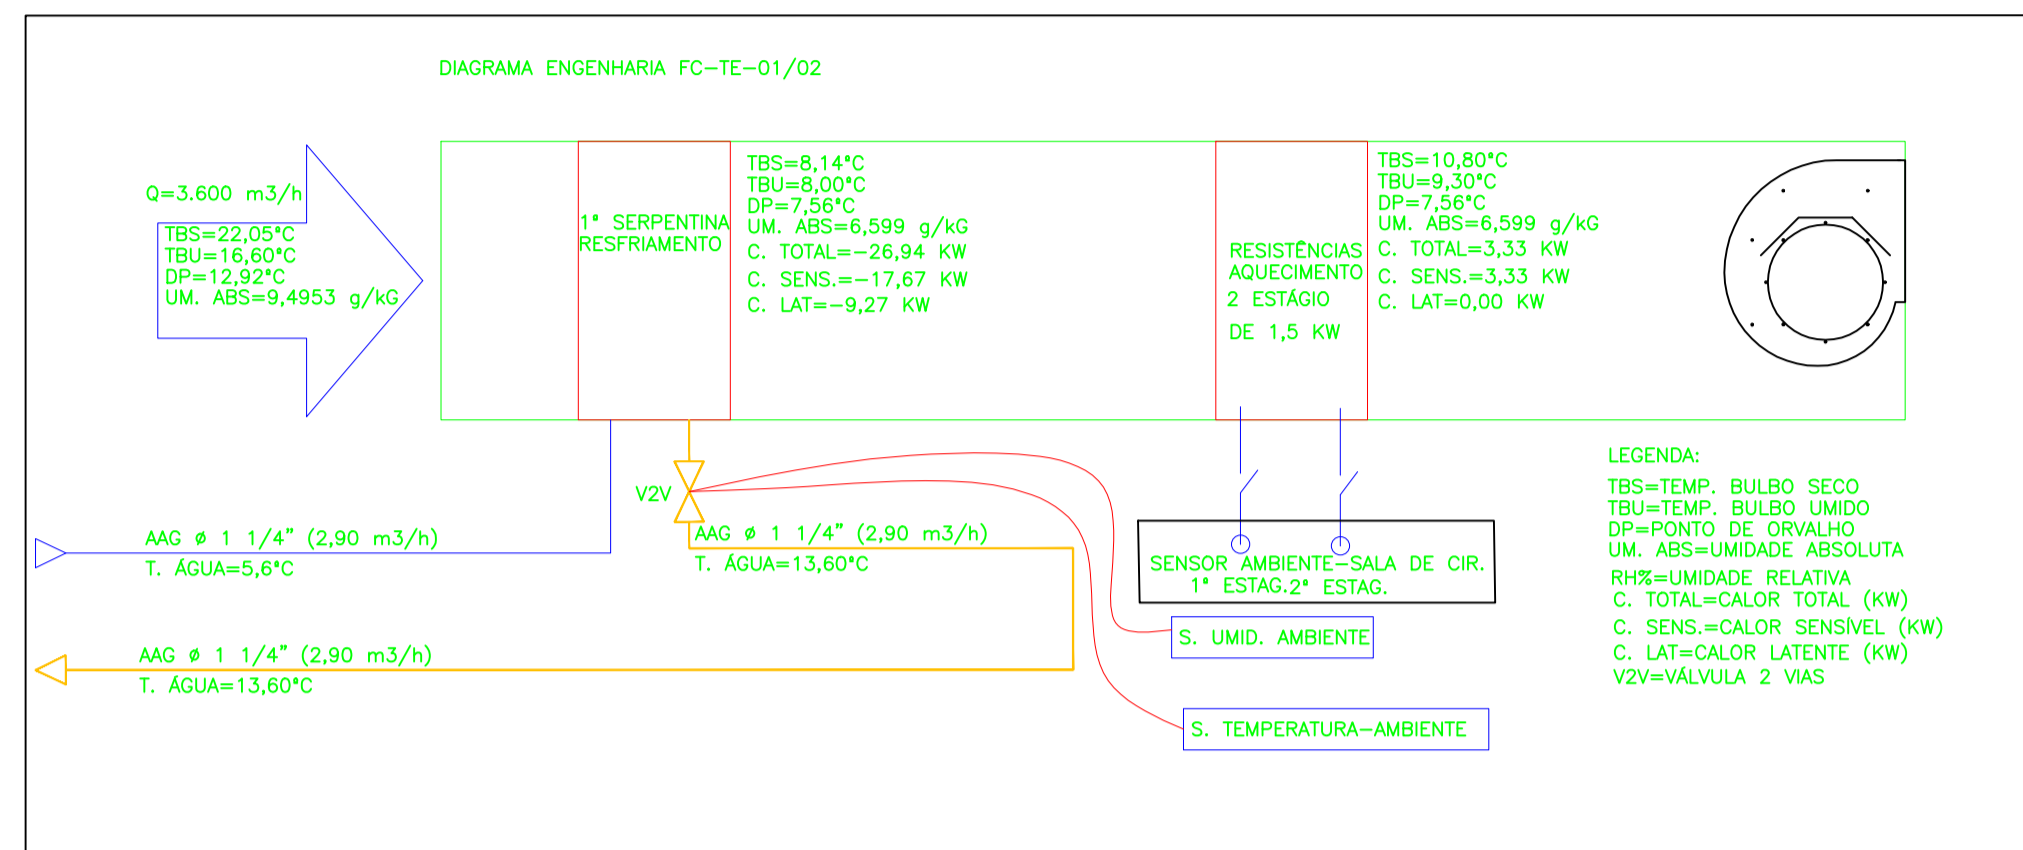 DIAGRAMA ENGENHARIA FC-TE-01/02
Q=3.600 m3/h
TBS=22,05°C
TBU=16,60°C
DP=12,92°C
UM. ABS=9,4953 g/kG
1ª SERPENTINA
RESFRIAMENTO
TBS=8,14°C
TBU=8,00°C
DP=7,56°C
UM. ABS=6,599 g/kG
C. TOTAL=-26,94 KW
C. SENS.=-17,67 KW
C. LAT=-9,27 KW
RESISTÊNCIAS
AQUECIMENTO
2 ESTÁGIO
DE 1,5 KW
TBS=10,80°C
TBU=9,30°C
DP=7,56°C
UM. ABS=6,599 g/kG
C. TOTAL=3,33 KW
C. SENS.=3,33 KW
C. LAT=0,00 KW
V2V
AAG ø 1 1/4" (2,90 m3/h)
T. ÁGUA=5,6°C
AAG ø 1 1/4" (2,90 m3/h)
T. ÁGUA=13,60°C
AAG ø 1 1/4" (2,90 m3/h)
T. ÁGUA=13,60°C
SENSOR AMBIENTE-SALA DE CIR.
1ª ESTAG.2ª ESTAG.
S. UMID. AMBIENTE
S. TEMPERATURA-AMBIENTE
LEGENDA:
TBS=TEMP. BULBO SECO
TBU=TEMP. BULBO UMIDO
DP=PONTO DE ORVALHO
UM. ABS=UMIDADE ABSOLUTA
RH%=UMIDADE RELATIVA
C. TOTAL=CALOR TOTAL (KW)
C. SENS.=CALOR SENSÍVEL (KW)
C. LAT=CALOR LATENTE (KW)
V2V=VÁLVULA 2 VIAS